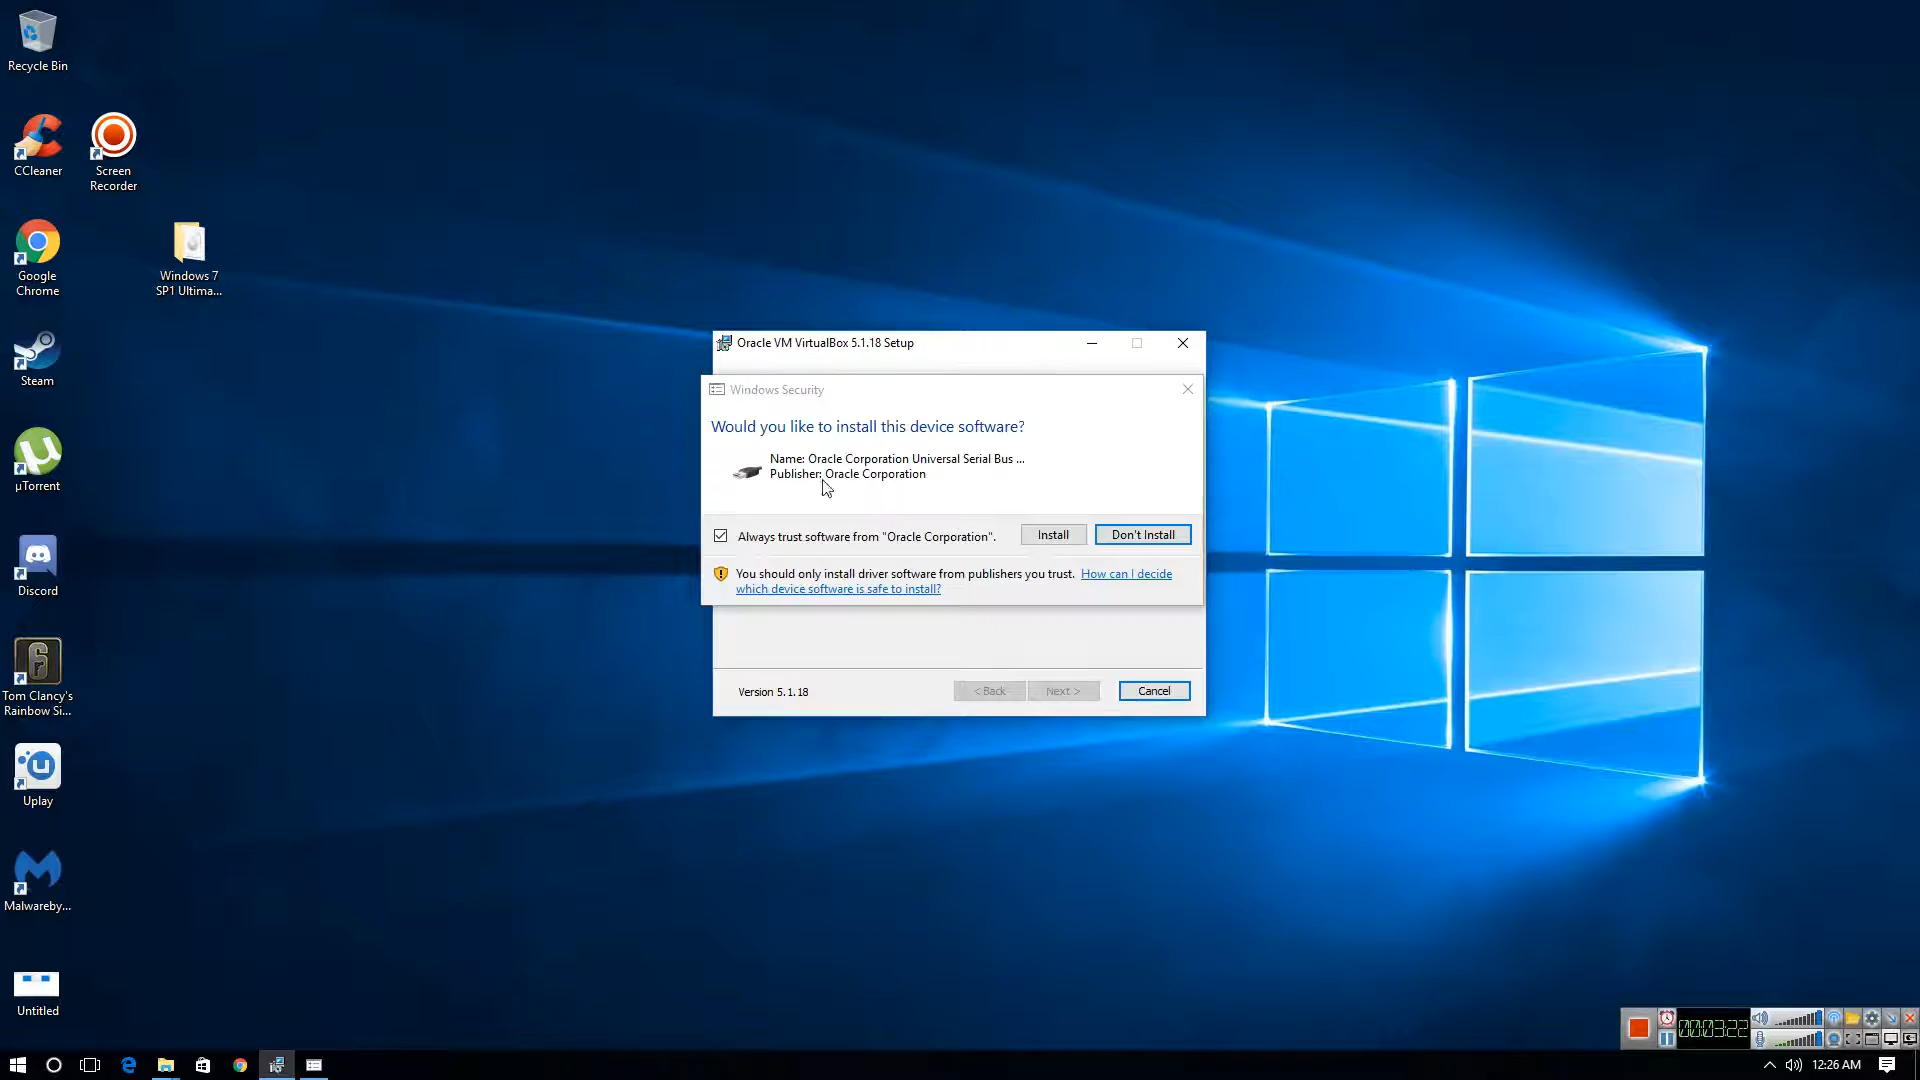 Recycle Bin
CCleaner
Screen
Recorder
Google
Chrome
Windows 7
SP1 Ultima...
Steam
µTorrent
Discord
Tom Clancy's
Rainbow Si...
Uplay
Malwareby...
Untitled
Oracle VM VirtualBox 5.1.18 Setup
Windows Security
Would you like to install this device software?
Name: Oracle Corporation Universal Serial Bus ...
Publisher: Oracle Corporation
Always trust software from "Oracle Corporation".
Install
Don't Install
You should only install driver software from publishers you trust. How can I decide
which device software is safe to install?
Version 5.1.18
< Back
Next >
Cancel
00:03:22
12:26 AM